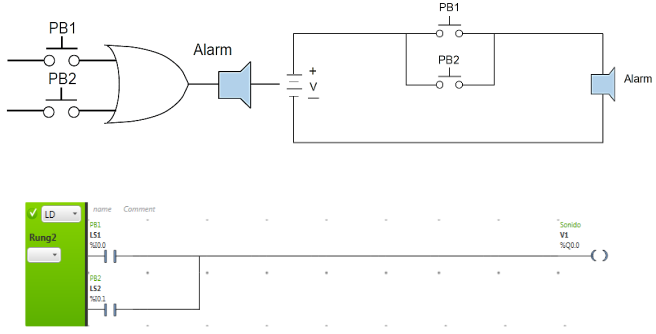 PB1
PB2
Alarm
PB1
PB2
+
V
Alarm
LD
name Comment
Rung2
PB1
LS1
%I0.0
PB2
LS2
%I0.1
Sonido
V1
%Q0.0